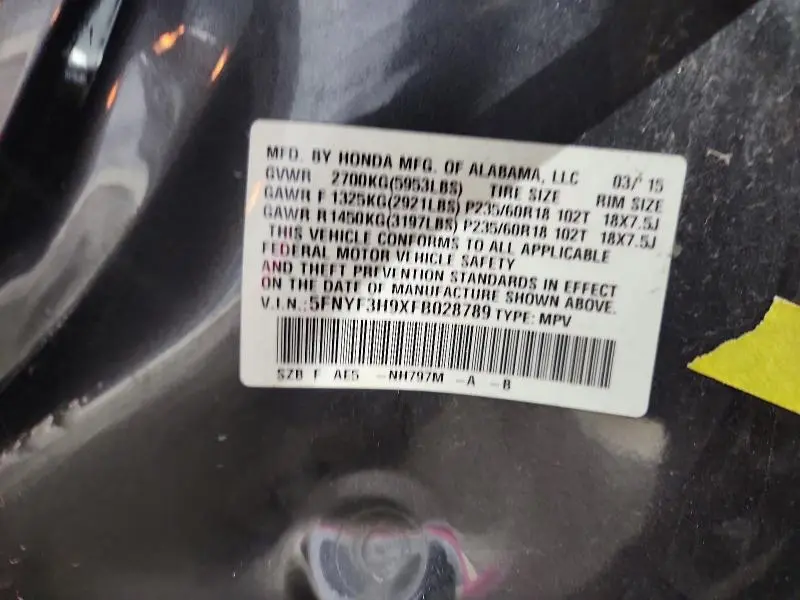 MFD. BY HONDA MFG. OF ALABAMA, LLC 03/ 15
GVWR 2700KG(5953LBS) TIRE SIZE RIM SIZE
GAWR F 1325KG(2921LBS) P235/60R18 102T 18X7.5J
GAWR R1450KG(3197LBS) P235/60R18 102T 18X7.5J
THIS VEHICLE CONFORMS TO ALL APPLICABLE
FEDERAL MOTOR VEHICLE SAFETY
AND THEFT PREVENTION STANDARDS IN EFFECT
ON THE DATE OF MANUFACTURE SHOWN ABOVE.
V.I.N.: 5FNYF3H9XFB028789 TYPE: MPV
SZB F AE5 -NH797M -A -B